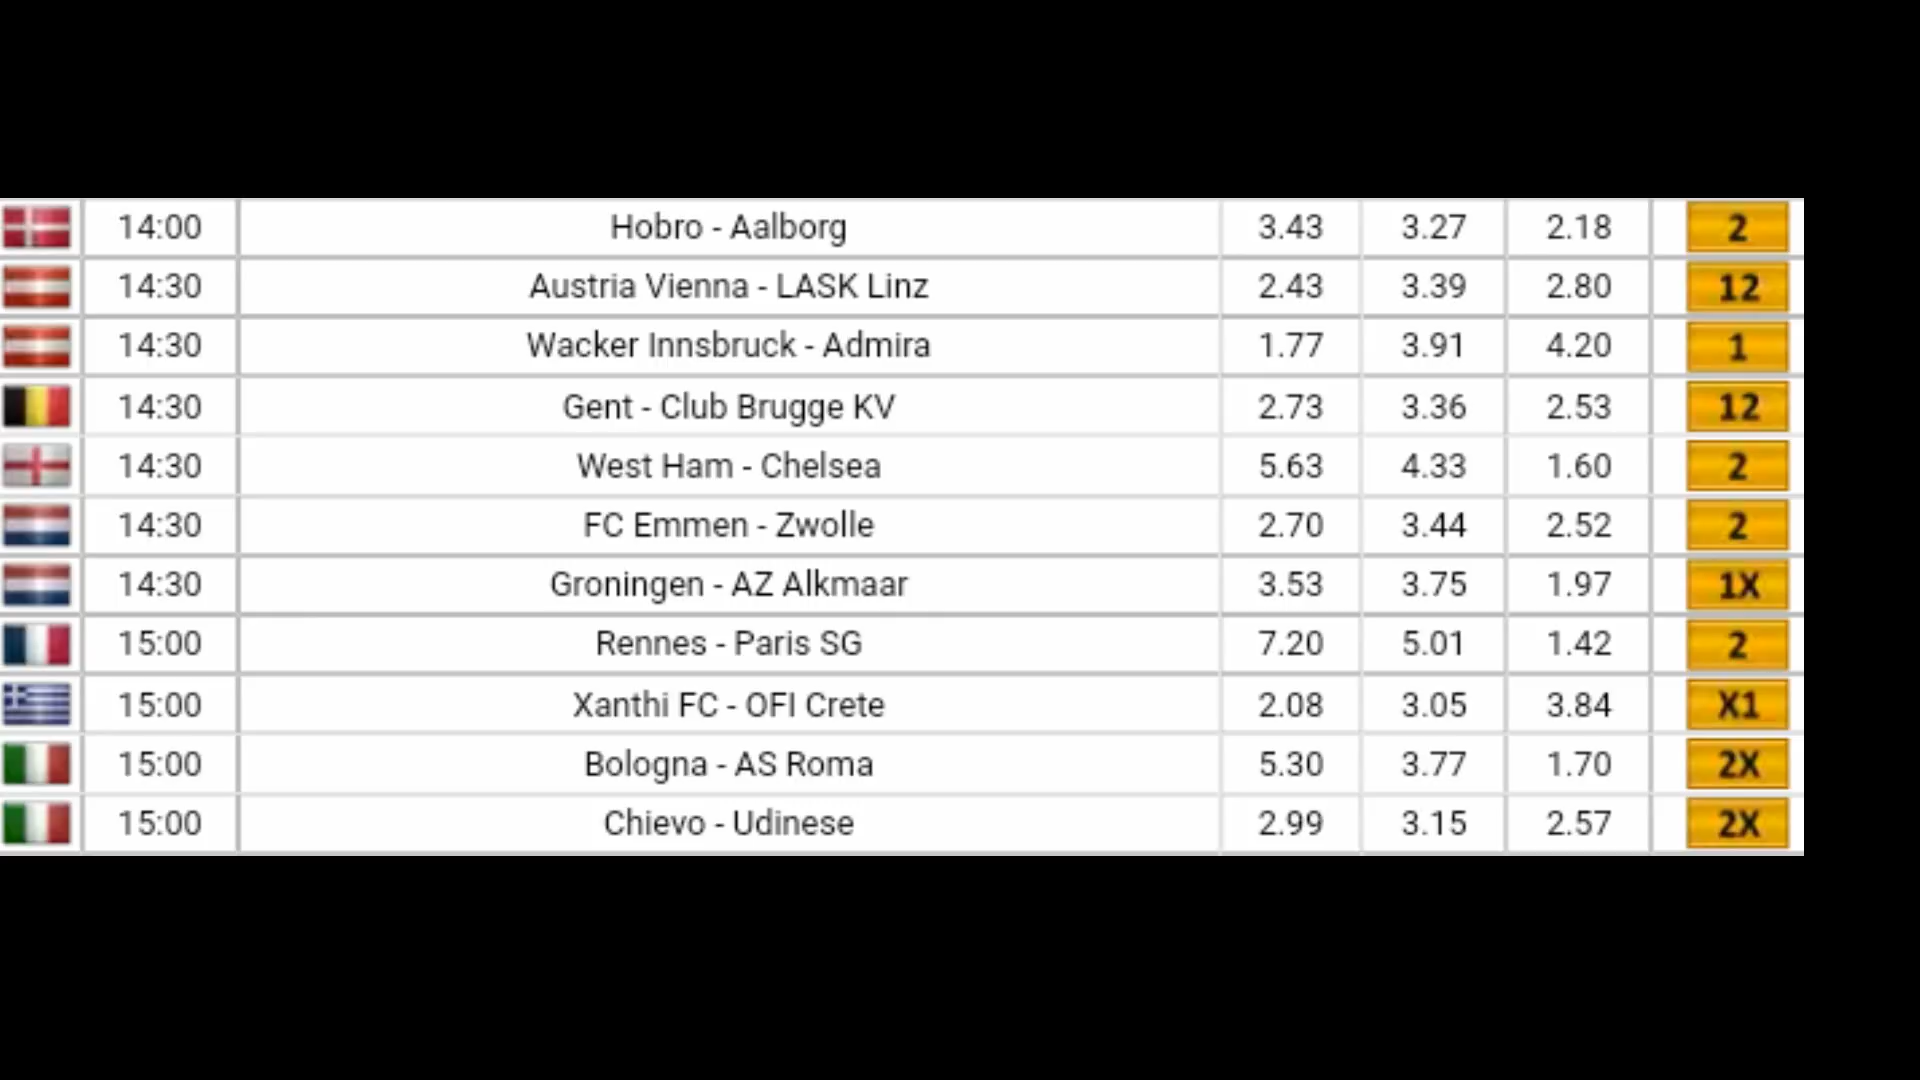 14:00 Hobro - Aalborg 3.43 3.27 2.18 2
14:30 Austria Vienna - LASK Linz 2.43 3.39 2.80 12
14:30 Wacker Innsbruck - Admira 1.77 3.91 4.20 1
14:30 Gent - Club Brugge KV 2.73 3.36 2.53 12
14:30 West Ham - Chelsea 5.63 4.33 1.60 2
14:30 FC Emmen - Zwolle 2.70 3.44 2.52 2
14:30 Groningen - AZ Alkmaar 3.53 3.75 1.97 1X
15:00 Rennes - Paris SG 7.20 5.01 1.42 2
15:00 Xanthi FC - OFI Crete 2.08 3.05 3.84 X1
15:00 Bologna - AS Roma 5.30 3.77 1.70 2X
15:00 Chievo - Udinese 2.99 3.15 2.57 2X